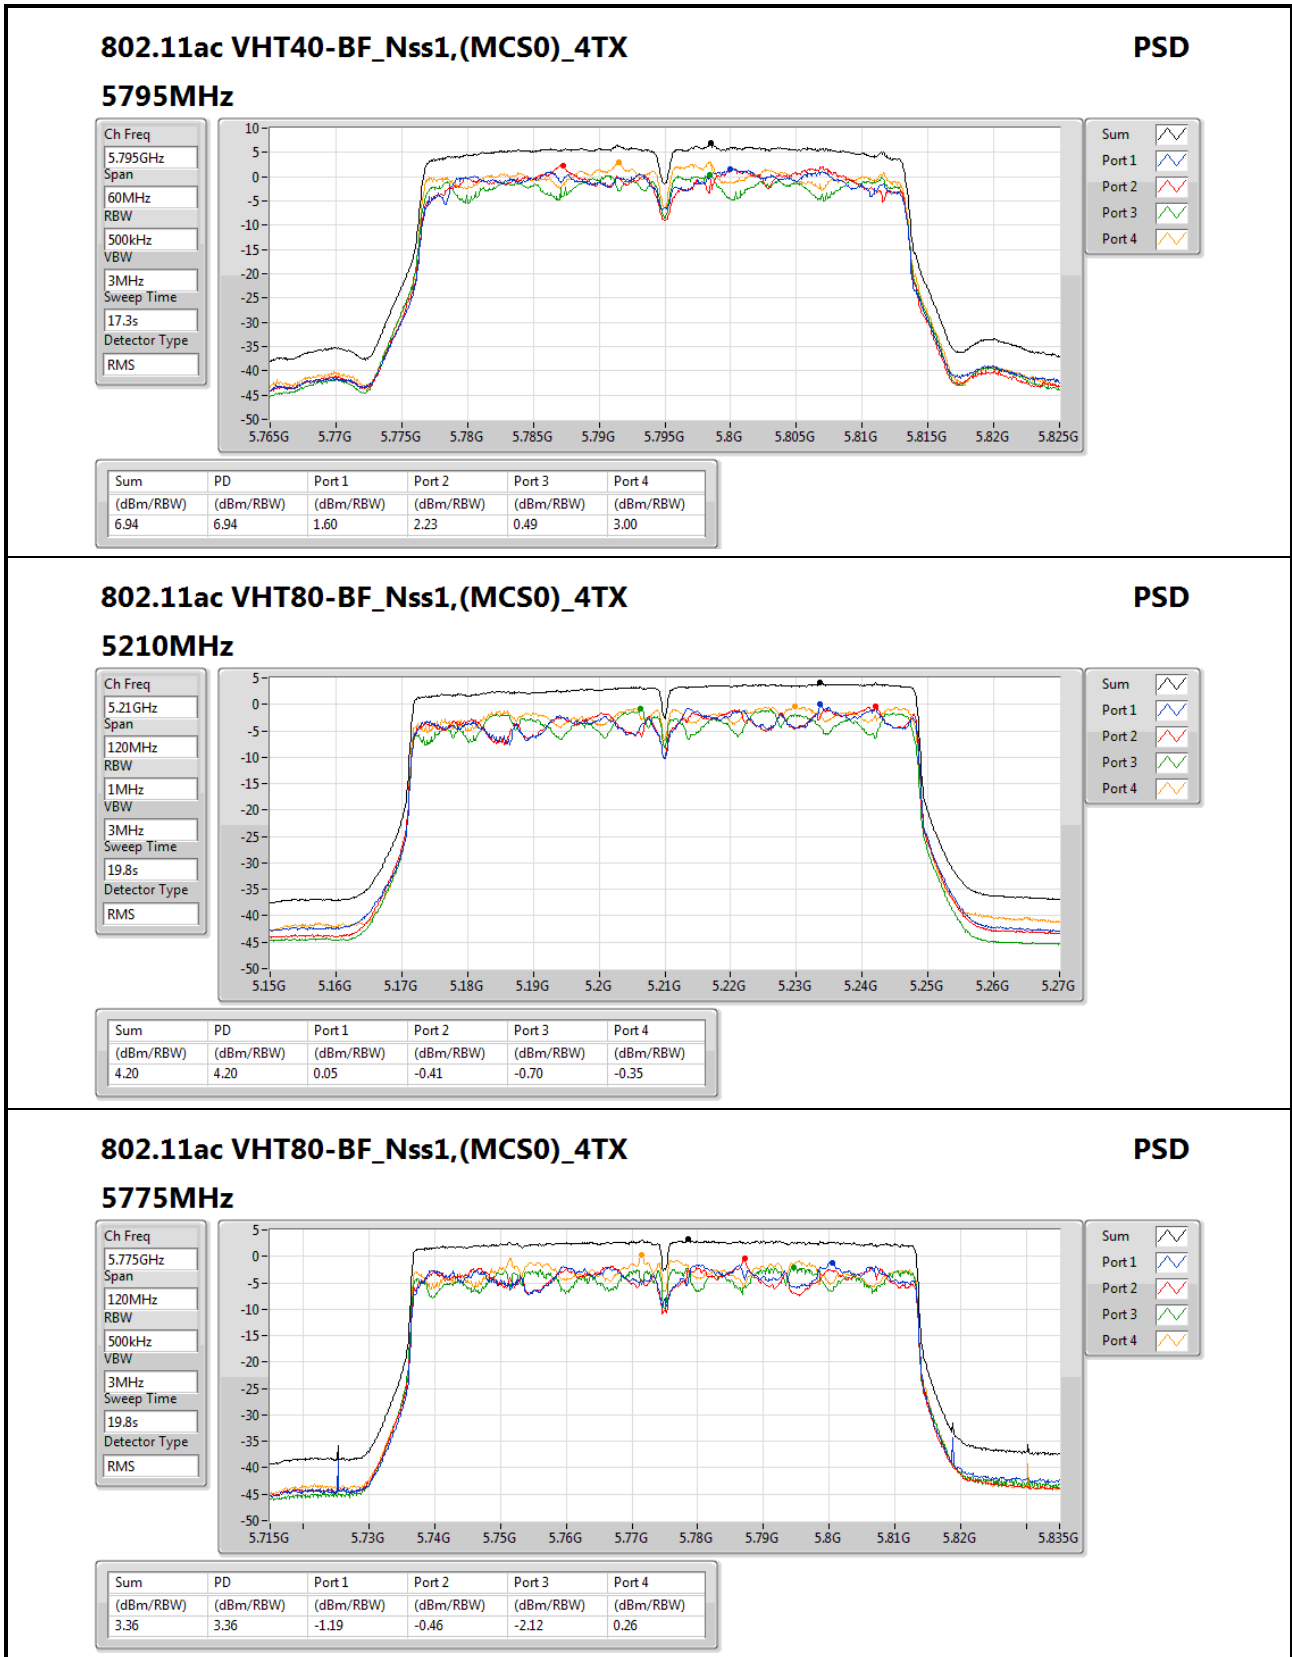 802.11ac VHT40-BF_Nss1,(MCS0)_4TX PSD
5795MHz
Ch Freq
5.795GHz
Span
60MHz
RBW
500kHz
VBW
3MHz
Sweep Time
17.3s
Detector Type
RMS
10
5
0
-5
-10
-15
-20
-25
-30
-35
-40
-45
-50
5.765G 5.77G 5.775G 5.78G 5.785G 5.79G 5.795G 5.8G 5.805G 5.81G 5.815G 5.82G 5.825G
Sum
Port 1
Port 2
Port 3
Port 4
Sum PD Port 1 Port 2 Port 3 Port 4
(dBm/RBW) (dBm/RBW) (dBm/RBW) (dBm/RBW) (dBm/RBW) (dBm/RBW)
6.94 6.94 1.60 2.23 0.49 3.00
802.11ac VHT80-BF_Nss1,(MCS0)_4TX PSD
5210MHz
Ch Freq
5.21GHz
Span
120MHz
RBW
1MHz
VBW
3MHz
Sweep Time
19.8s
Detector Type
RMS
5
0
-5
-10
-15
-20
-25
-30
-35
-40
-45
-50
5.15G 5.16G 5.17G 5.18G 5.19G 5.2G 5.21G 5.22G 5.23G 5.24G 5.25G 5.26G 5.27G
Sum
Port 1
Port 2
Port 3
Port 4
Sum PD Port 1 Port 2 Port 3 Port 4
(dBm/RBW) (dBm/RBW) (dBm/RBW) (dBm/RBW) (dBm/RBW) (dBm/RBW)
4.20 4.20 0.05 -0.41 -0.70 -0.35
802.11ac VHT80-BF_Nss1,(MCS0)_4TX PSD
5775MHz
Ch Freq
5.775GHz
Span
120MHz
RBW
500kHz
VBW
3MHz
Sweep Time
19.8s
Detector Type
RMS
5
0
-5
-10
-15
-20
-25
-30
-35
-40
-45
-50
5.715G 5.73G 5.74G 5.75G 5.76G 5.77G 5.78G 5.79G 5.8G 5.81G 5.82G 5.835G
Sum
Port 1
Port 2
Port 3
Port 4
Sum PD Port 1 Port 2 Port 3 Port 4
(dBm/RBW) (dBm/RBW) (dBm/RBW) (dBm/RBW) (dBm/RBW) (dBm/RBW)
3.36 3.36 -1.19 -0.46 -2.12 0.26